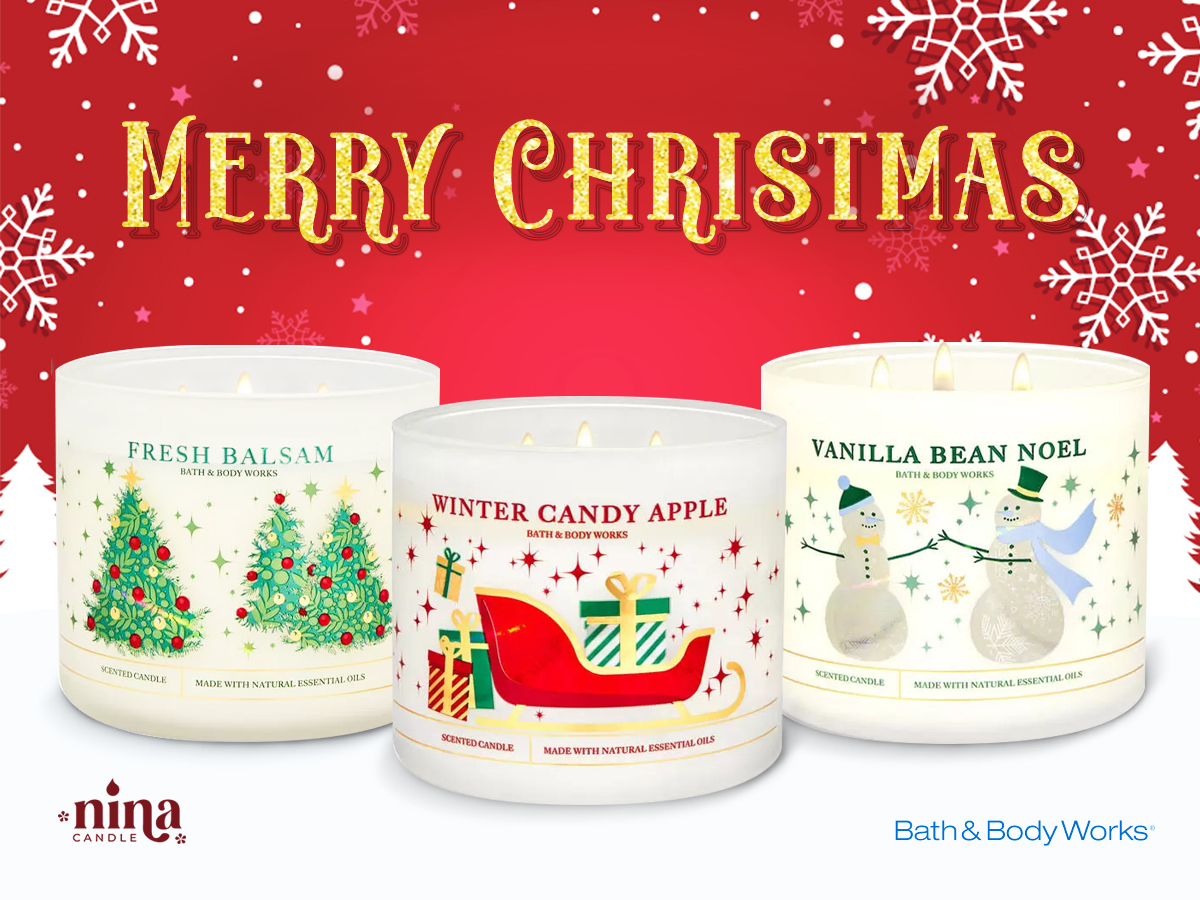 MERRY CHRISTMAS
FRESH BALSAM
BATH & BODY WORKS
SCENTED CANDLE
MADE WITH NATURAL ESSENTIAL OILS
WINTER CANDY APPLE
BATH & BODY WORKS
SCENTED CANDLE
MADE WITH NATURAL ESSENTIAL OILS
VANILLA BEAN NOEL
BATH & BODY WORKS
SCENTED CANDLE
MADE WITH NATURAL ESSENTIAL OILS
nina
CANDLE
Bath & Body Works®